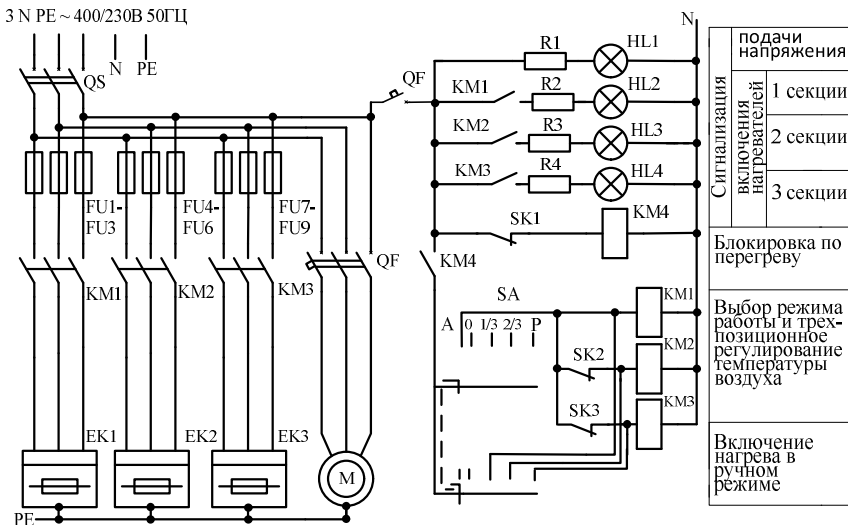 3 N PE ~ 400/230В 50ГЦ
N PE
QS
QF
N
R1 HL1
KM1 R2 HL2
KM2 R3 HL3
KM3 R4 HL4
FU1-
FU3
FU4-
FU6
FU7-
FU9
SK1 KM4
KM1 KM2 KM3 QF
KM4
SA
A 0 1/3 2/3 P
KM1
SK2 KM2
SK3 KM3
EK1 EK2 EK3
M
PE
Сигнализация
подачи
напряжения
включения
нагревателей
1 секции
2 секции
3 секции
Блокировка по
перегреву
Выбор режима
работы и трех-
позиционное
регулирование
температуры
воздуха
Включение
нагрева в
ручном
режиме